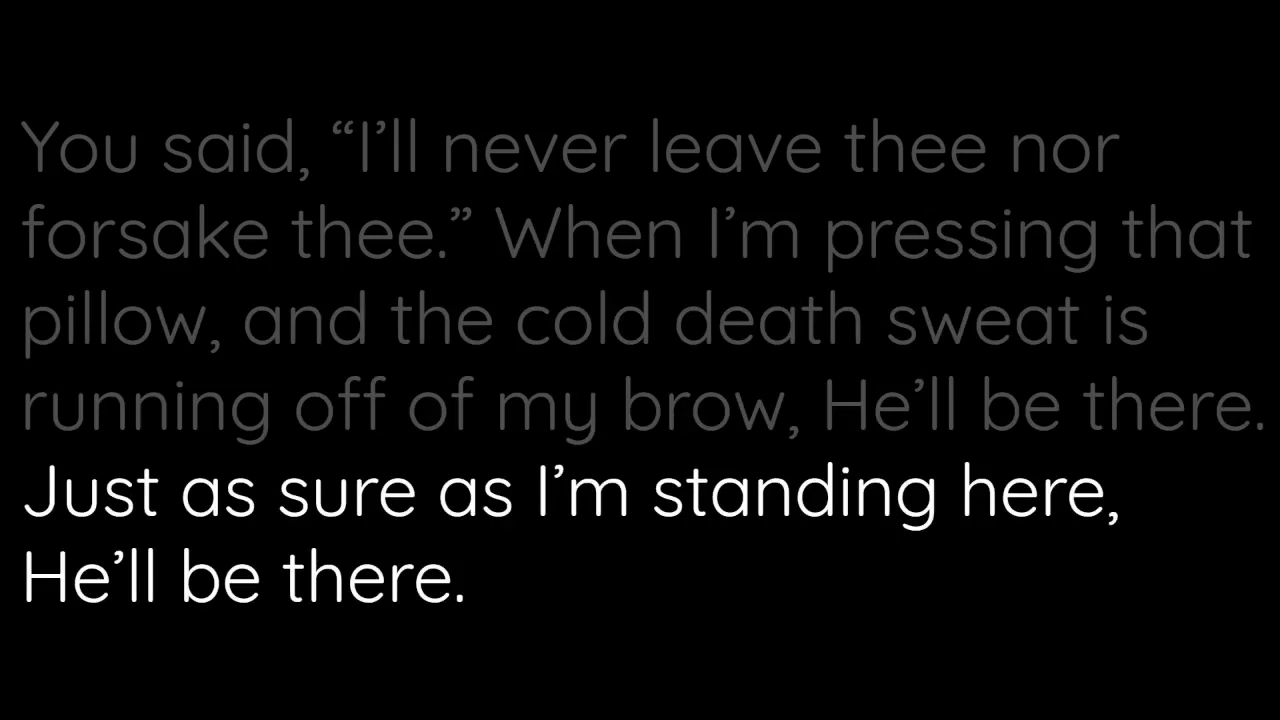 You said, “I’ll never leave thee nor
forsake thee.” When I’m pressing that
pillow, and the cold death sweat is
running off of my brow, He’ll be there.
Just as sure as I’m standing here,
He’ll be there.